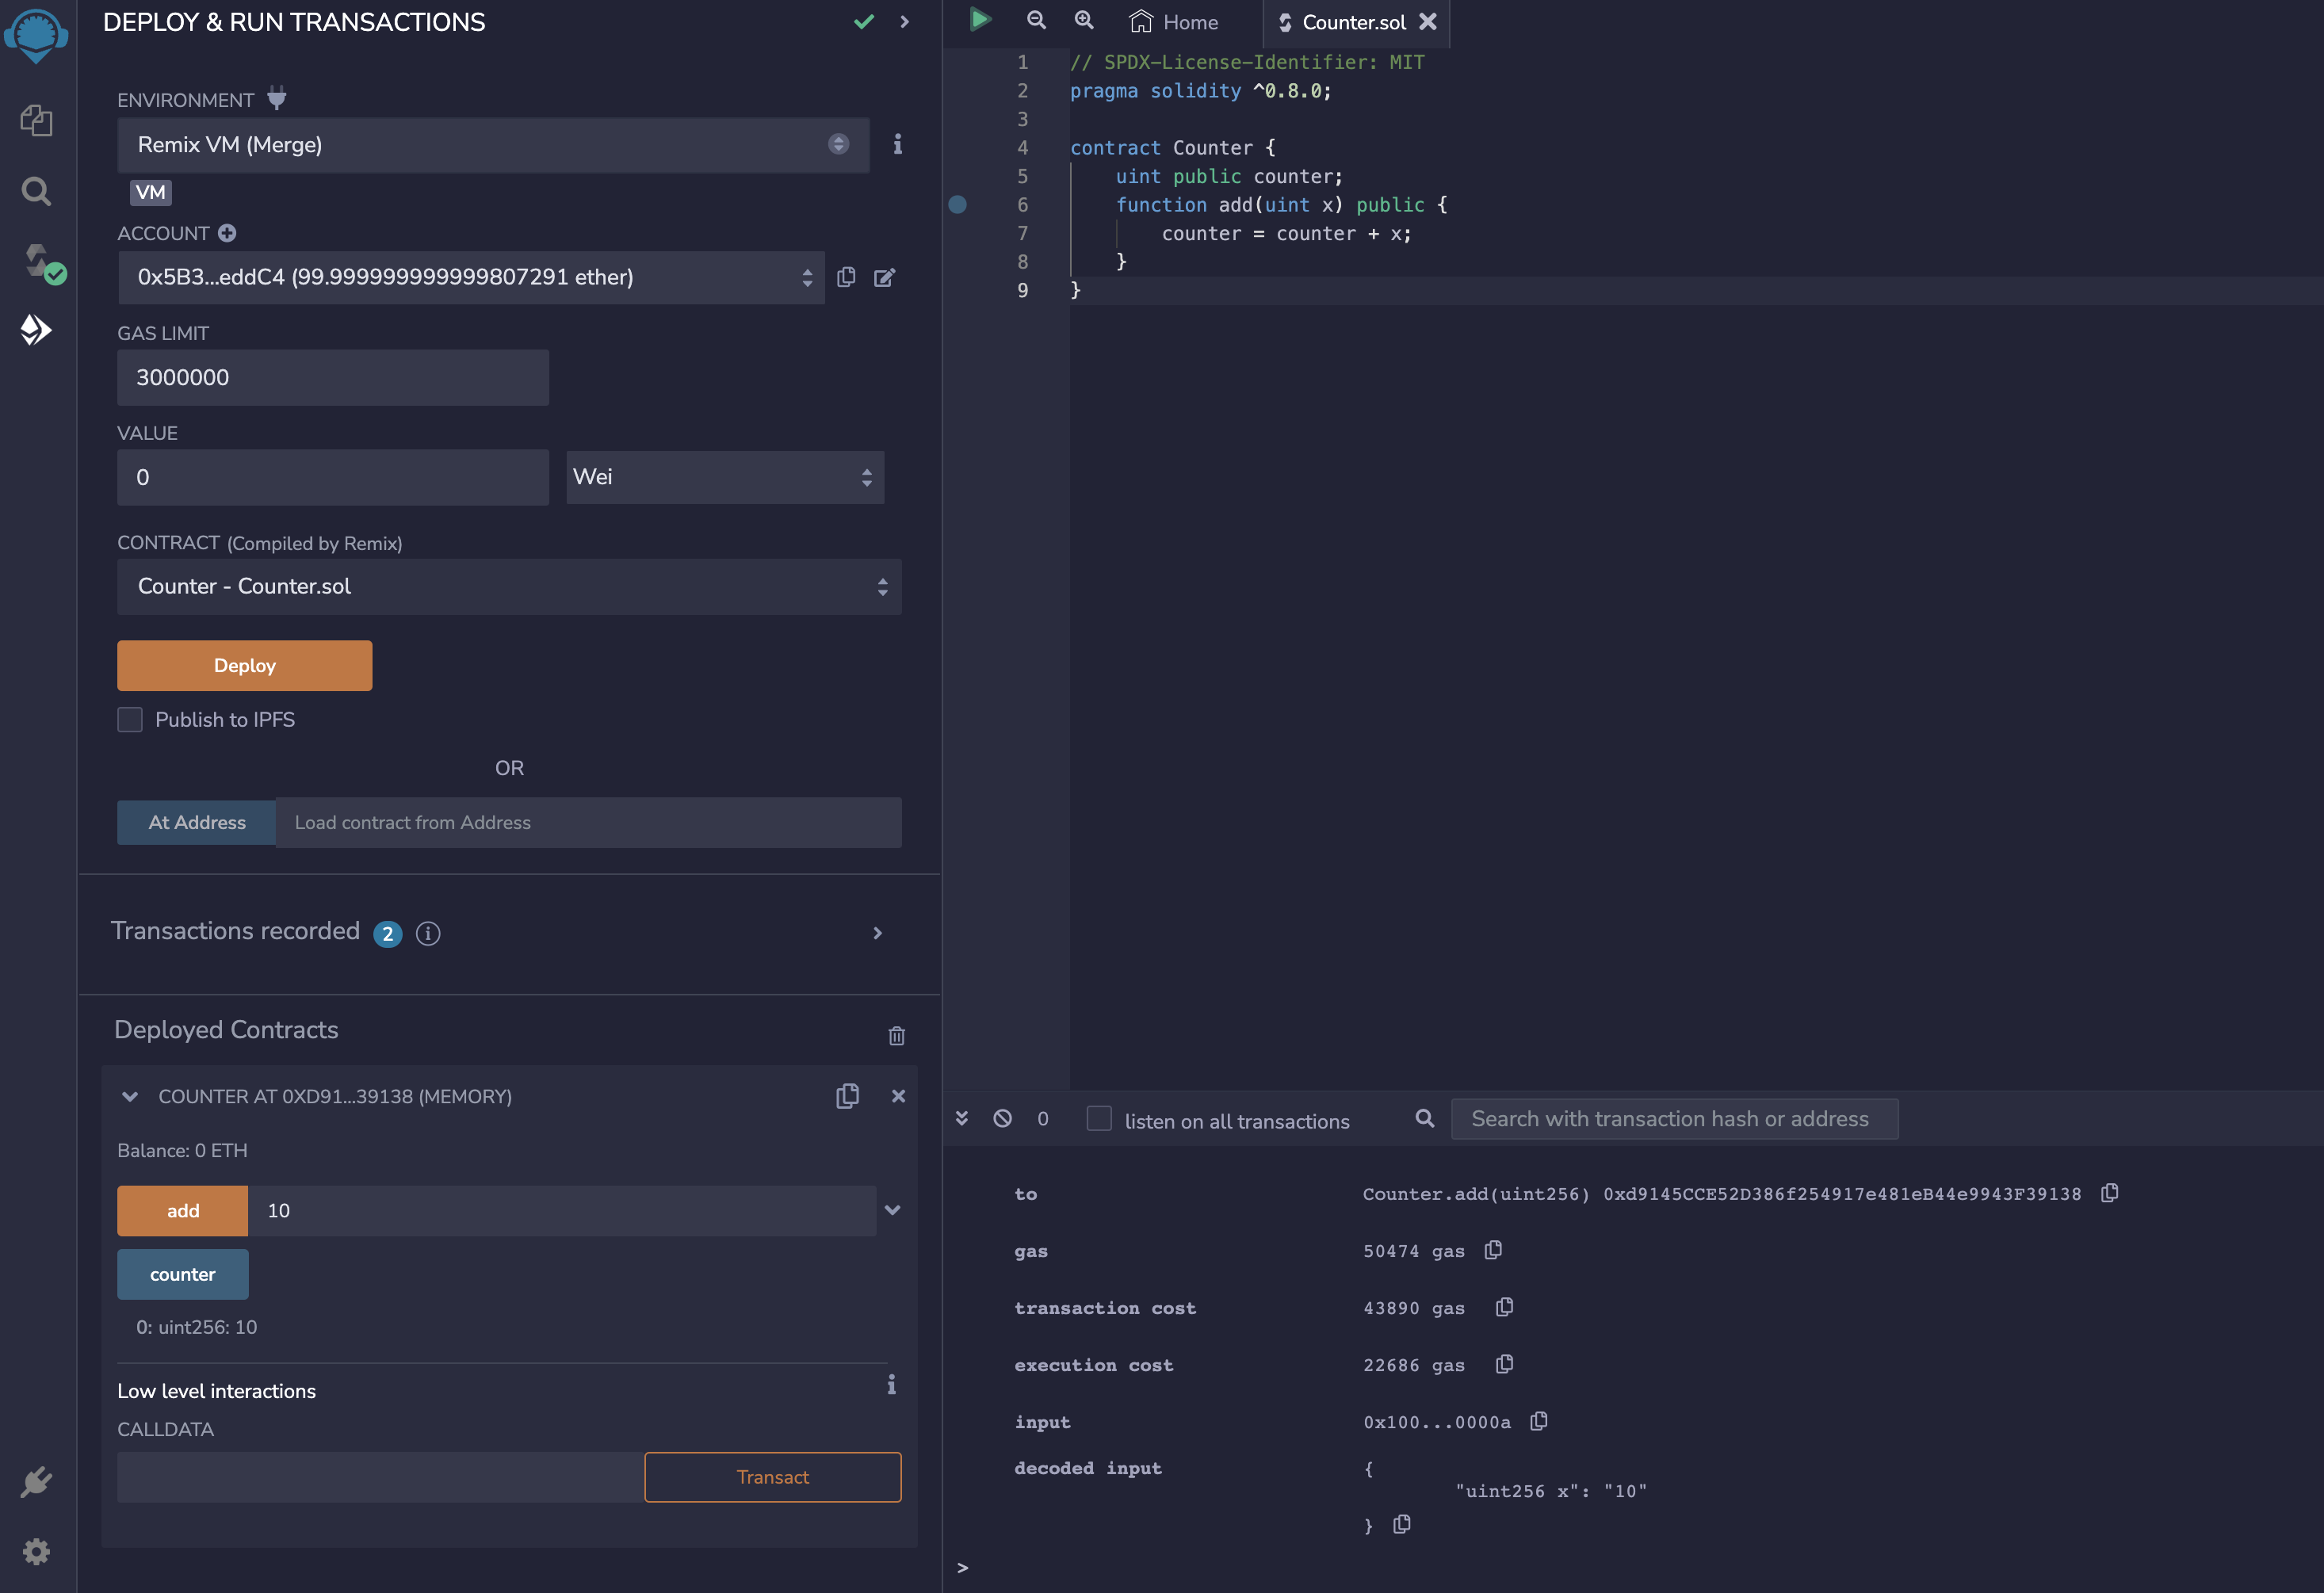 DEPLOY & RUN TRANSACTIONS
ENVIRONMENT
Remix VM (Merge)
VM
ACCOUNT
0x5B3...eddC4 (99.999999999999807291 ether)
GAS LIMIT
3000000
VALUE
0
Wei
CONTRACT (Compiled by Remix)
Counter - Counter.sol
Deploy
Publish to IPFS
OR
At Address
Load contract from Address
Transactions recorded 2
Deployed Contracts
COUNTER AT 0XD91...39138 (MEMORY)
Balance: 0 ETH
add
10
counter
0: uint256: 10
Low level interactions
CALLDATA
Transact
Home
Counter.sol
1 // SPDX-License-Identifier: MIT
2 pragma solidity ^0.8.0;
3
4 contract Counter {
5 uint public counter;
6 function add(uint x) public {
7 counter = counter + x;
8 }
9 }
0
listen on all transactions
Search with transaction hash or address
to Counter.add(uint256) 0xd9145CCE52D386f254917e481eB44e9943F39138
gas 50474 gas
transaction cost 43890 gas
execution cost 22686 gas
input 0x100...0000a
decoded input {
"uint256 x": "10"
}
>